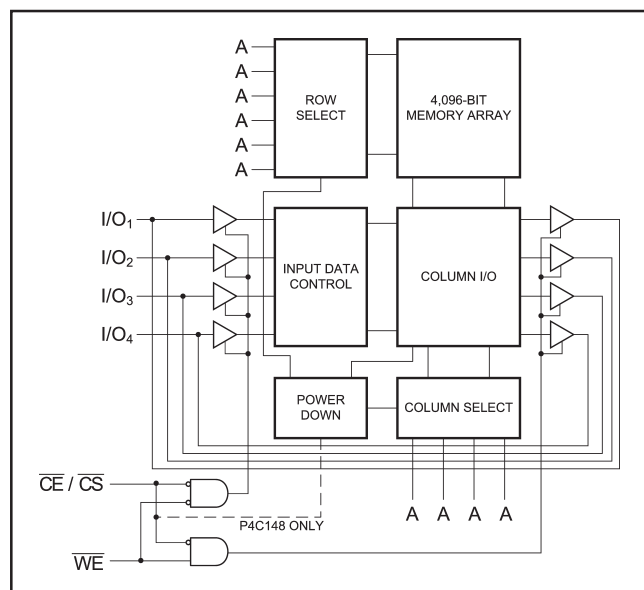 A
A
A
A
A
A
ROW
SELECT
4,096-BIT
MEMORY ARRAY
I/O1
I/O2
I/O3
I/O4
INPUT DATA
CONTROL
COLUMN I/O
POWER
DOWN
COLUMN SELECT
CE / CS
P4C148 ONLY
A A A A
WE